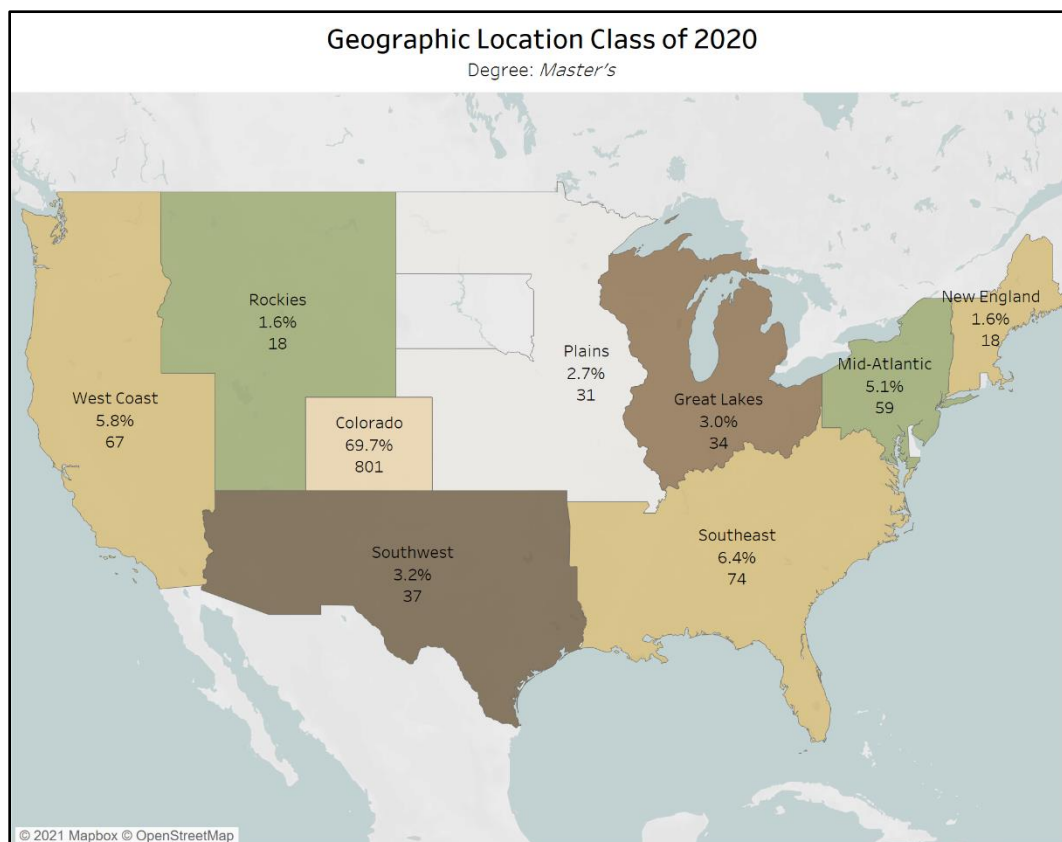 Geographic Location Class of 2020
Degree: Master's
Rockies
1.6%
18
New England
1.6%
18
Plains
2.7%
31
Mid-Atlantic
5.1%
59
West Coast
5.8%
67
Great Lakes
3.0%
34
Colorado
69.7%
801
Southeast
6.4%
74
Southwest
3.2%
37
© 2021 Mapbox © OpenStreetMap